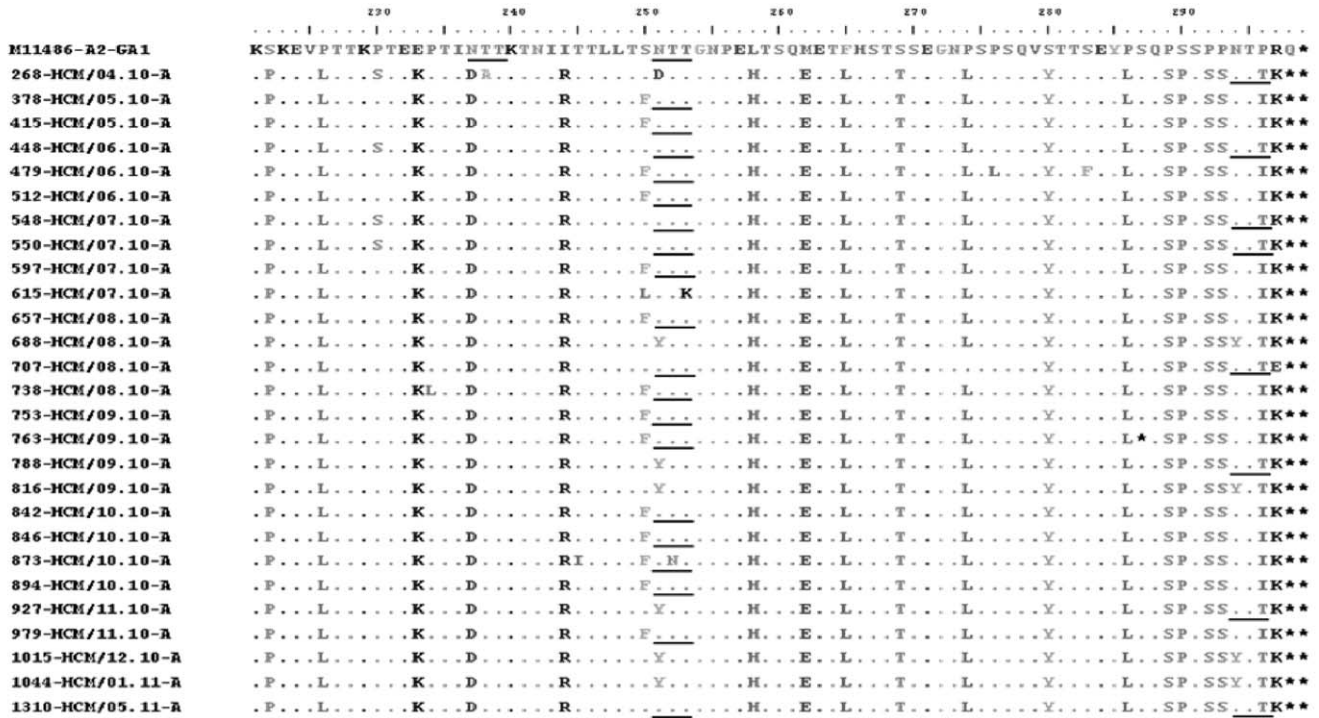 230 240 250 260 270 280 290
M11486-A2-GA1 KSKEVPTTKPTEEPTINTTKTNIITTLLTSNTTGNPELTSQMETFHSTSSEGNPSPSQVSTTSEYPSQPSSPPNTPRQ*
268-HCM/04.10-A .P...L...S..K...DA.....R......D......H...E..L...T....L.....Y.....L..SP.SS..TK**
378-HCM/05.10-A .P...L......K...D......R.....F.......H...E..L...T....L.....Y.....L..SP.SS..IK**
415-HCM/05.10-A .P...L......K...D......R.....F.......H...E..L...T....L.....Y.....L..SP.SS..IK**
448-HCM/06.10-A .P...L...S..K...D......R.............H...E..L...T....L.....Y.....L..SP.SS..TK**
479-HCM/06.10-A .P...L......K...D......R.....F.......H...E..L...T....L.L...Y..F..L..SP.SS..IK**
512-HCM/06.10-A .P...L......K...D......R.....F.......H...E..L...T....L.....Y.....L..SP.SS..IK**
548-HCM/07.10-A .P...L...S..K...D......R.............H...E..L...T....L.....Y.....L..SP.SS..TK**
550-HCM/07.10-A .P...L...S..K...D......R.............H...E..L...T....L.....Y.....L..SP.SS..TK**
597-HCM/07.10-A .P...L......K...D......R.....F.......H...E..L...T....L.....Y.....L..SP.SS..IK**
615-HCM/07.10-A .P...L......K...D......R.....L..K....H...E..L...T....L.....Y.....L..SP.SS..IK**
657-HCM/08.10-A .P...L......K...D......R.....F.......H...E..L...T....L.....Y.....L..SP.SS..IK**
688-HCM/08.10-A .P...L......K...D......R......Y......H...E..L...T....L.....Y.....L..SP.SSY.TK**
707-HCM/08.10-A .P...L......K...D......R.............H...E..L...T..........Y.....L..SP.SS..TE**
738-HCM/08.10-A .P...L......KL..D......R.....F.......H...E..L...T....L.....Y.....L..SP.SS..IK**
753-HCM/09.10-A .P...L......K...D......R.....F.......H...E..L...T....L.....Y.....L..SP.SS..IK**
763-HCM/09.10-A .P...L......K...D......R.....F.......H...E..L...T....L.....Y.....L*.SP.SS..IK**
788-HCM/09.10-A .P...L......K...D......R......Y......H...E..L...T....L.....Y.....L..SP.SS..TK**
816-HCM/09.10-A .P...L......K...D......R......Y......H...E..L...T....L.....Y.....L..SP.SSY.TK**
842-HCM/10.10-A .P...L......K...D......R.....F.......H...E..L...T....L.....Y.....L..SP.SS..IK**
846-HCM/10.10-A .P...L......K...D......R.....F.......H...E..L...T....L.....Y.....L..SP.SS..IK**
873-HCM/10.10-A .P...L......K...D......RI....F.N.....H...E..L...T....L.....Y.....L..SP.SS..IK**
894-HCM/10.10-A .P...L......K...D......R.....F.......H...E..L...T....L.....Y.....L..SP.SS..IK**
927-HCM/11.10-A .P...L......K...D......R......Y......H...E..L...T....L.....Y.....L..SP.SS..TK**
979-HCM/11.10-A .P...L......K...D......R.....F.......H...E..L...T....L.....Y.....L..SP.SS..IK**
1015-HCM/12.10-A .P...L......K...D......R......Y......H...E..L...T....L.....Y.....L..SP.SSY.TK**
1044-HCM/01.11-A .P...L......K...D......R......Y......H...E..L...T....L.....Y.....L..SP.SSY.TK**
1310-HCM/05.11-A .P...L......K...D......R.............H...E..L...T....L.....Y.....L..SP.SS..TK**